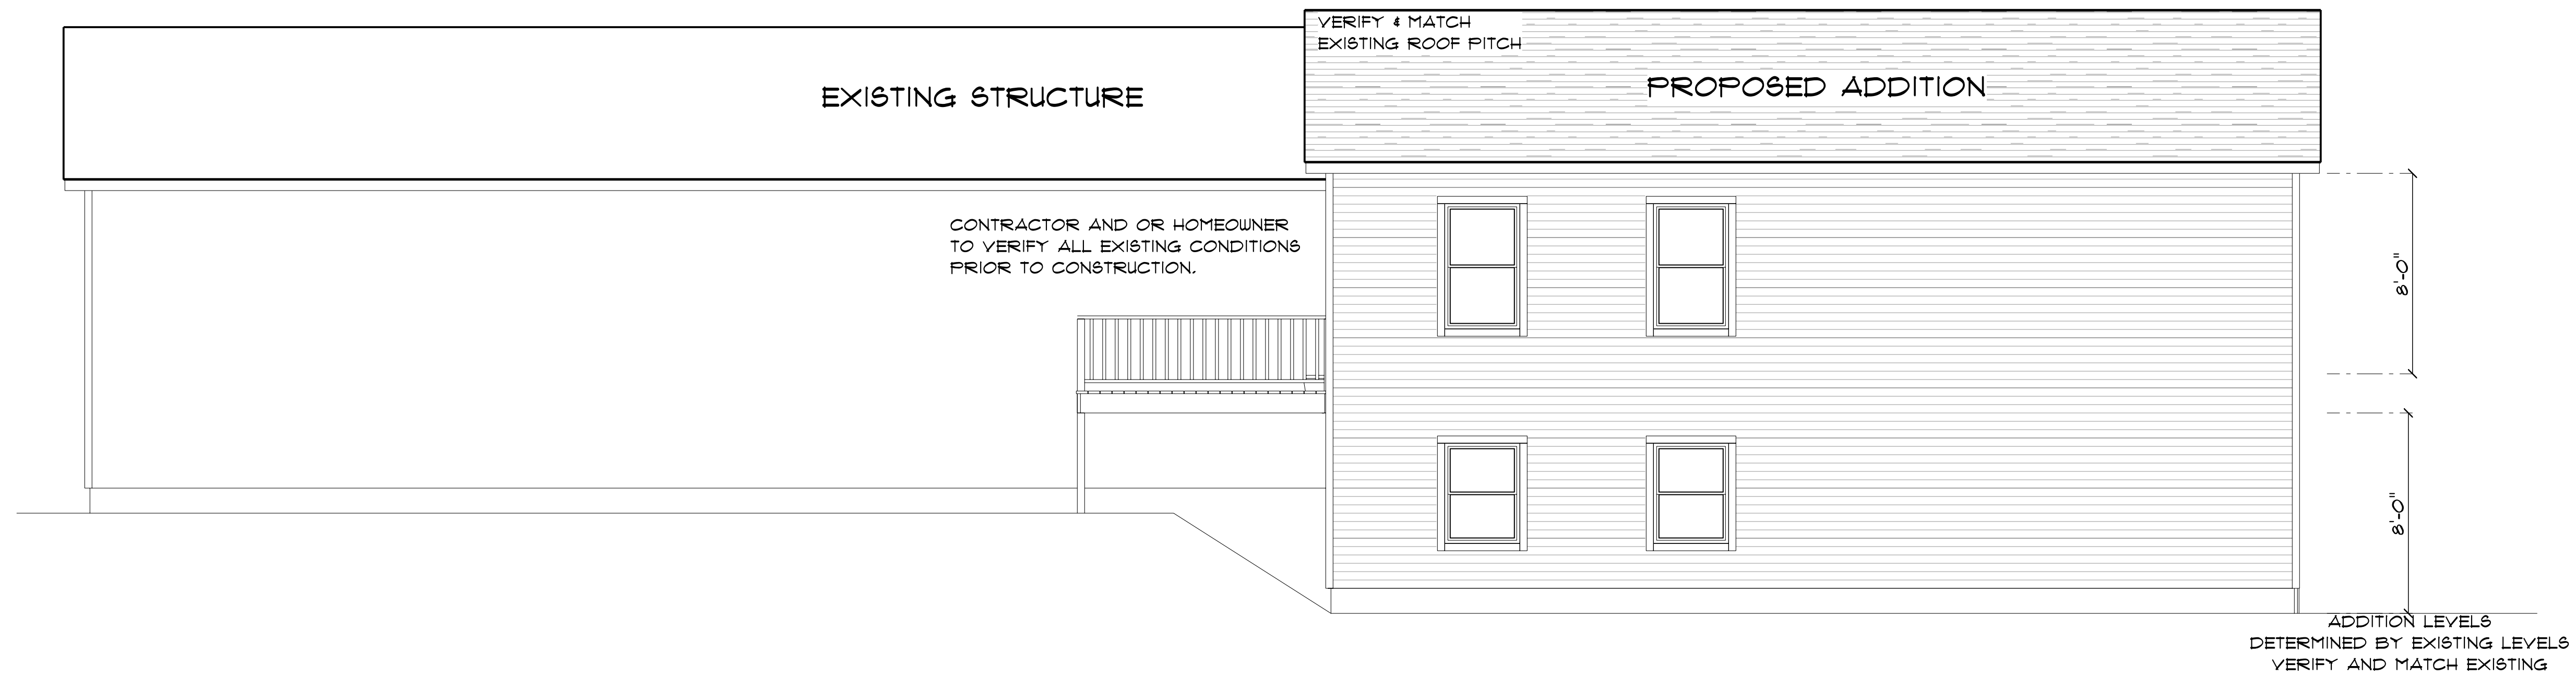 VERIFY & MATCH
EXISTING ROOF PITCH
EXISTING STRUCTURE
PROPOSED ADDITION
CONTRACTOR AND OR HOMEOWNER
TO VERIFY ALL EXISTING CONDITIONS
PRIOR TO CONSTRUCTION.
8'-0"
8'-0"
ADDITION LEVELS
DETERMINED BY EXISTING LEVELS
VERIFY AND MATCH EXISTING